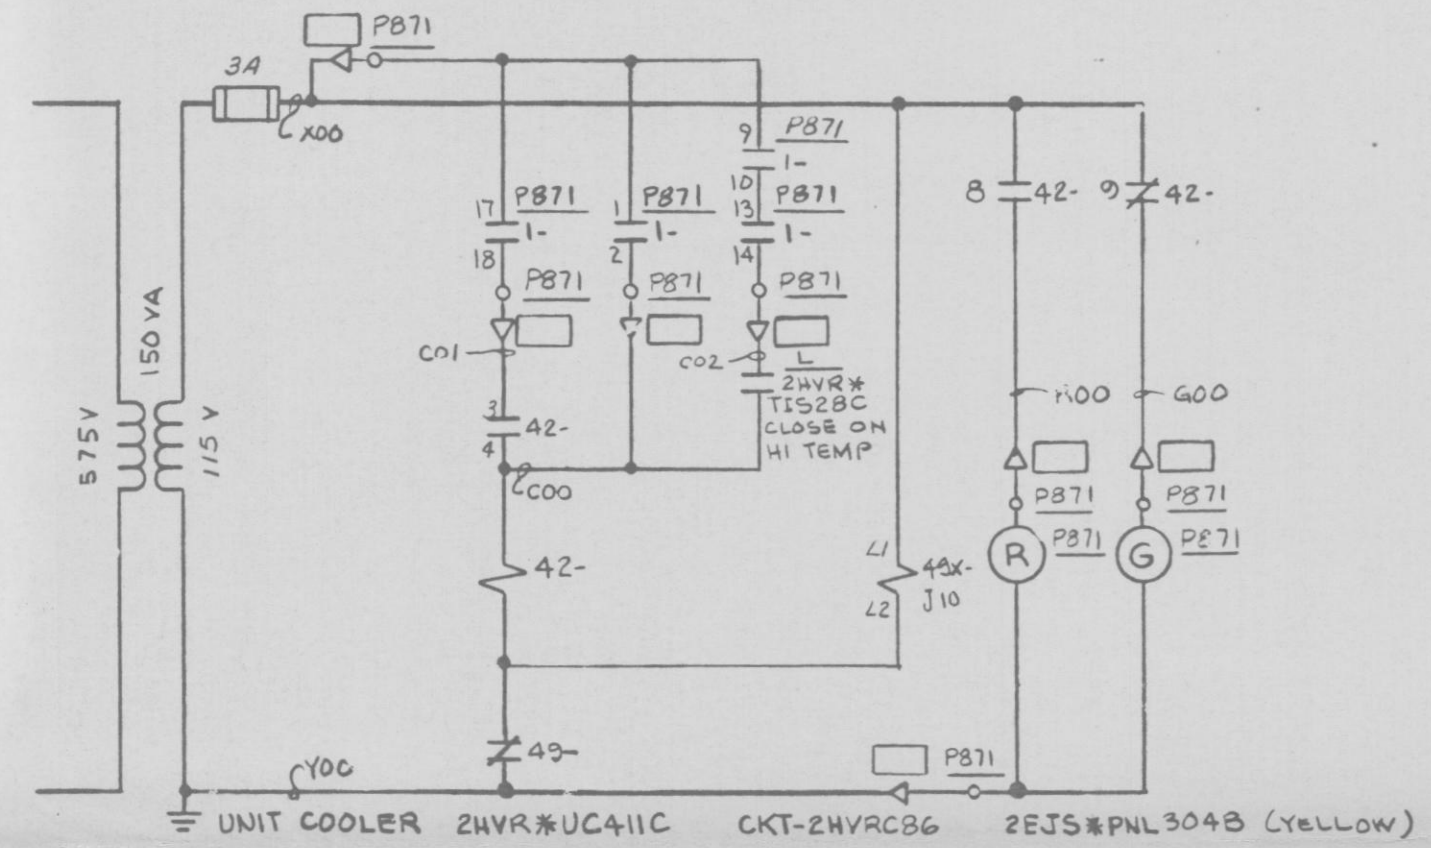 P871
3A
X00
9 P871
1-
10
17 P871
1-
18
1 P871
1-
2
13 P871
1-
14
8 42-
9 42-
P871
P871
P871
C01
C02
L
2HVR*
TIS28C
CLOSE ON
HI TEMP
3
42-
4
C00
150 VA
575 V
115 V
R00
G00
P871
P871
R P871
G P871
42-
L1
49X-
J10
L2
49-
Y00
P871
UNIT COOLER 2HVR*UC411C CKT-2HVRC86 2EJS*PNL304B (YELLOW)